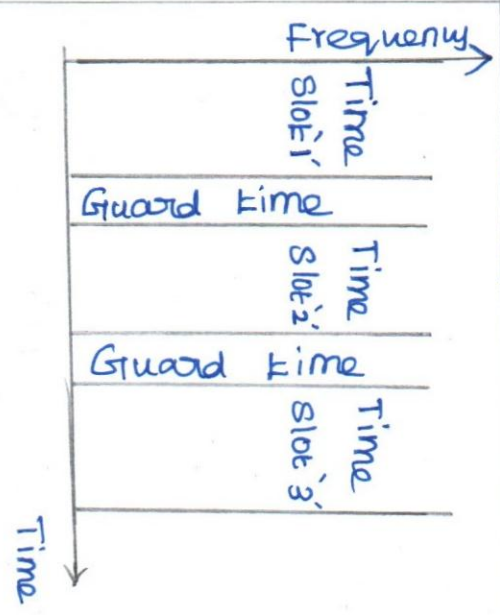 Frequency
Time
Slot '1'
Guard time
Time
Slot '2'
Guard time
Time
Slot '3'
Time